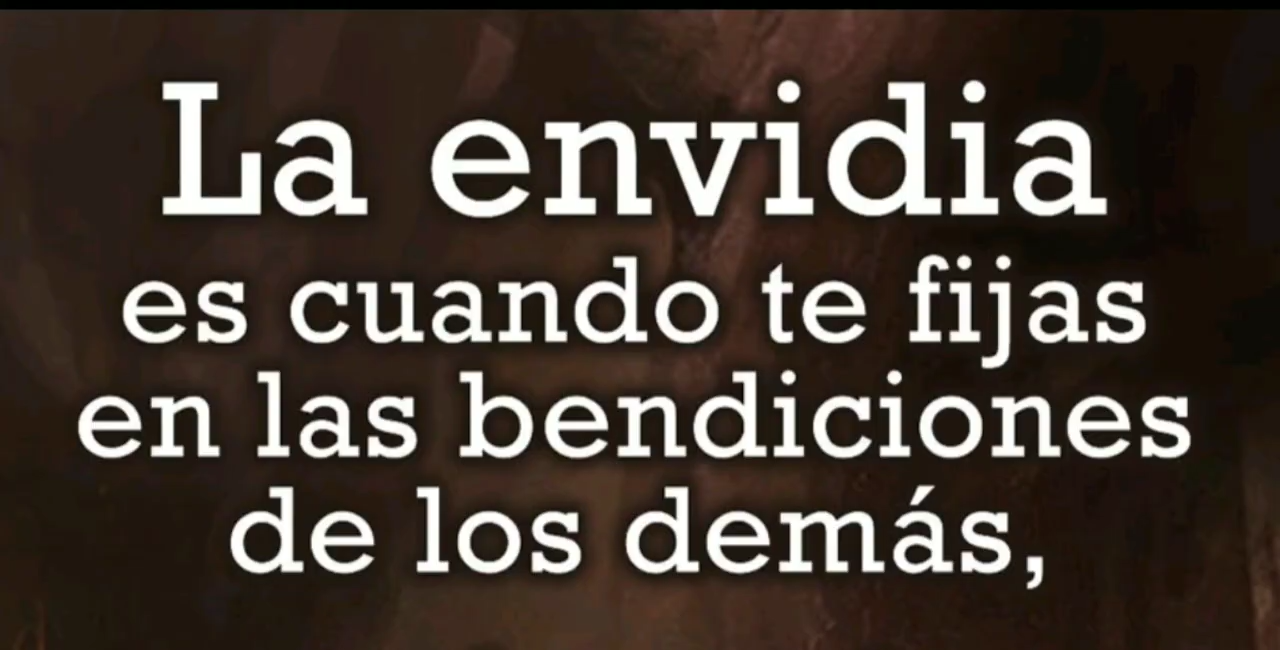 La envidia
es cuando te fijas
en las bendiciones
de los demás,